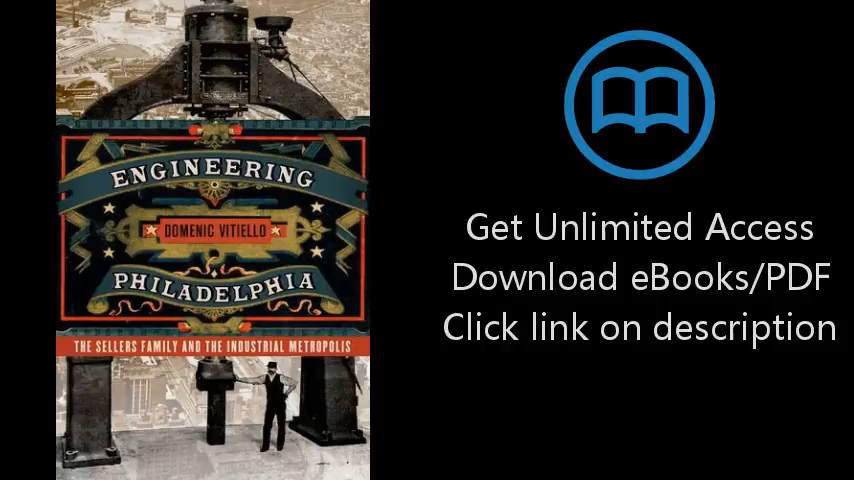 ENGINEERING
DOMENIC VITIELLO
PHILADELPHIA
THE SELLERS FAMILY AND THE INDUSTRIAL METROPOLIS
Get Unlimited Access
Download eBooks/PDF
Click link on description